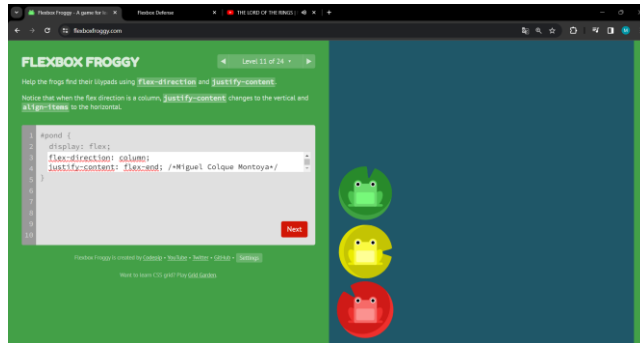 Flexbox Froggy - A game for le
Flexbox Defense
THE LORD OF THE RINGS |
flexboxfroggy.com
FLEXBOX FROGGY
Level 11 of 24
Help the frogs find their lilypads using flex-direction and justify-content.
Notice that when the flex direction is a column, justify-content changes to the vertical and
align-items to the horizontal.
1 #pond {
2 display: flex;
3 flex-direction: column;
4 justify-content: flex-end; /*Miguel Colque Montoya*/
5 }
6
7
8
9
10
Next
Flexbox Froggy is created by Codepip • YouTube • Twitter • GitHub • Settings
Want to learn CSS grid? Play Grid Garden.